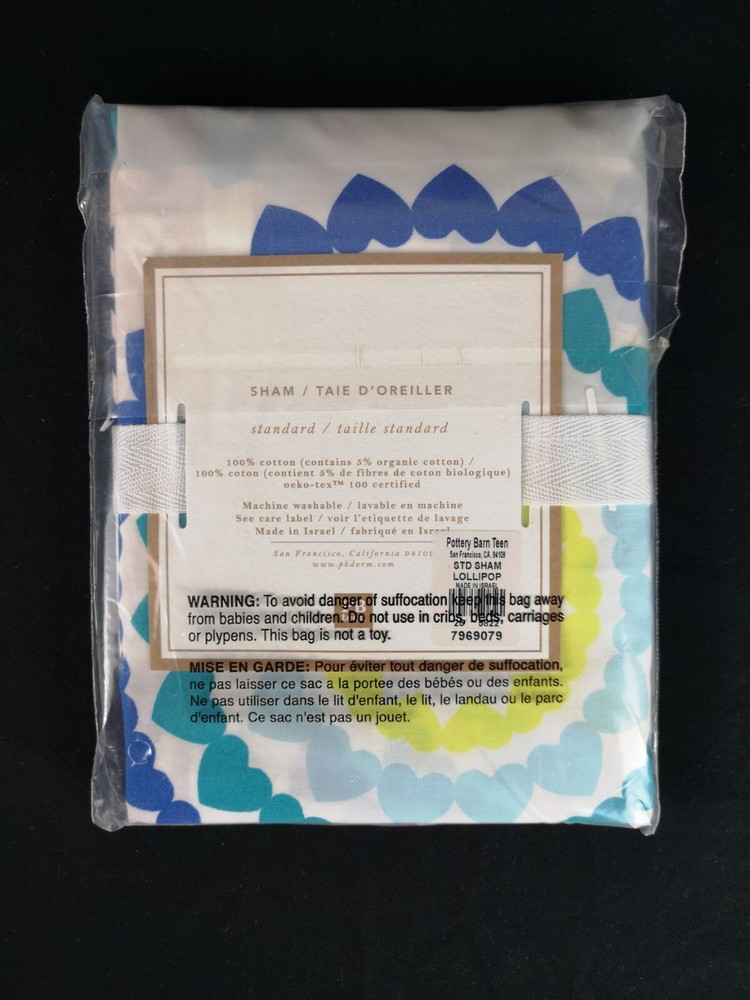 SHAM / TAIE D'OREILLER
standard / taille standard
100% cotton (contains 5% organic cotton) /
100% coton (contient 5% de fibres de coton biologique)
oeko-tex™ 100 certified
Machine washable / lavable en machine
See care label / voir l'etiquette de lavage
Made in Israel / fabriqué en Israel
San Francisco, California 94109
www.pbdorm.com
Pottery Barn Teen
San Francisco, CA. 94109
STD SHAM
LOLLIPOP
MADE IN ISRAEL
7969079
WARNING: To avoid danger of suffocation keep this bag away
from babies and children. Do not use in cribs, beds, carriages
or plypens. This bag is not a toy.
MISE EN GARDE: Pour éviter tout danger de suffocation,
ne pas laisser ce sac a la portee des bébés ou des enfants.
Ne pas utiliser dans le lit d'enfant, le lit, le landau ou le parc
d'enfant. Ce sac n'est pas un jouet.